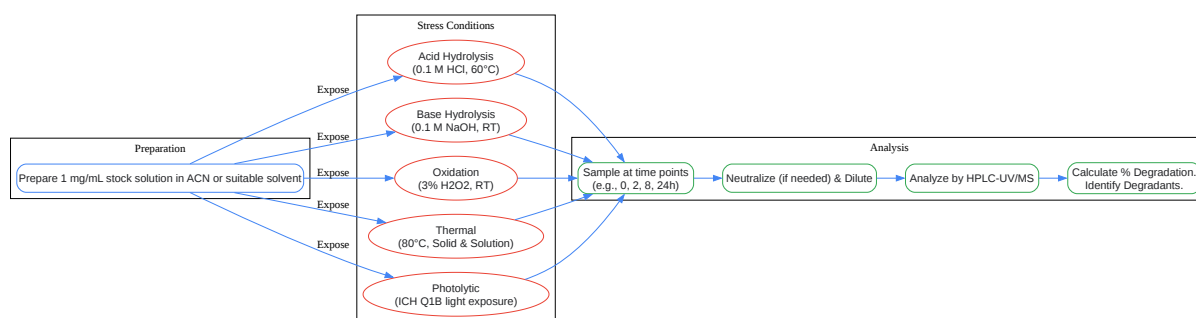 Stress Conditions
Acid Hydrolysis
(0.1 M HCl, 60°C)
Expose
Base Hydrolysis
(0.1 M NaOH, RT)
Expose
Preparation
Prepare 1 mg/mL stock solution in ACN or suitable solvent
Expose
Oxidation
(3% H2O2, RT)
Expose
Thermal
(80°C, Solid & Solution)
Expose
Photolytic
(ICH Q1B light exposure)
Analysis
Sample at time points
(e.g., 0, 2, 8, 24h)
Neutralize (if needed) & Dilute
Analyze by HPLC-UV/MS
Calculate % Degradation.
Identify Degradants.